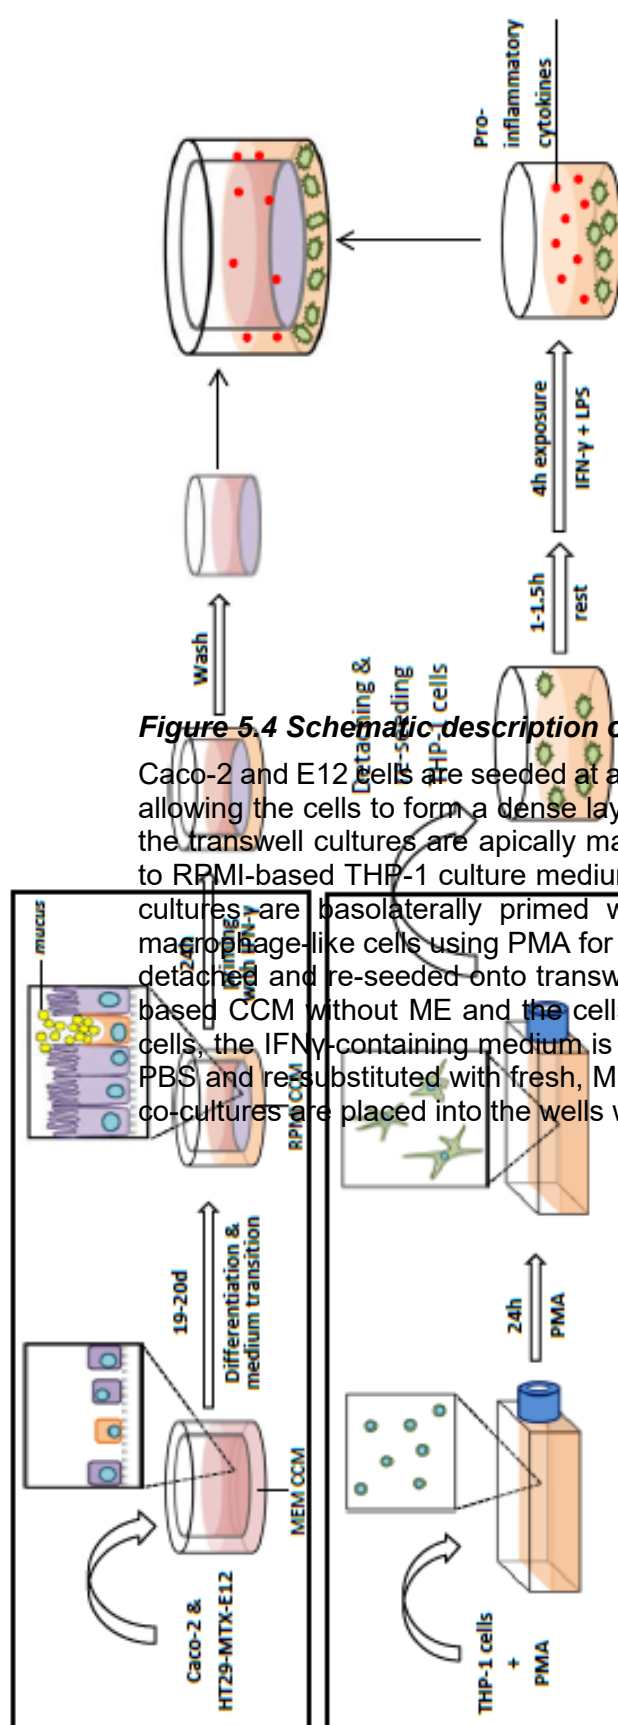 mucus
Caco-2 &
HT29-MTX-E12
MEM CCM
19-20d
Differentiation &
medium transition
RPMI CCM
24h
priming
with IFN-γ
Wash
THP-1 cells
+
PMA
24h
PMA
Detaching &
re-seeding
THP-1 cells
1-1.5h
rest
4h exposure
IFN-γ + LPS
Pro-
inflammatory
cytokines
Figure 5.4 Schematic description o
Caco-2 and E12 cells are seeded at a
allowing the cells to form a dense lay
the transwell cultures are apically ma
to RPMI-based THP-1 culture medium
cultures are basolaterally primed w
macrophage-like cells using PMA for
detached and re-seeded onto transw
based CCM without ME and the cells
cells, the IFNγ-containing medium is
PBS and re-substituted with fresh, M
co-cultures are placed into the wells w